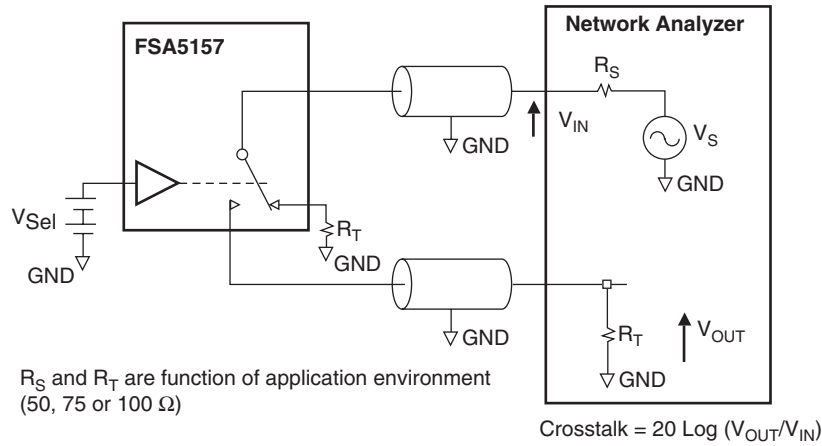 Network Analyzer
FSA5157
R_S
V_IN
V_S
GND
GND
V_Sel
R_T
GND
GND
GND
R_T
V_OUT
GND
R_S and R_T are function of application environment
(50, 75 or 100 Ω)
Crosstalk = 20 Log (V_OUT/V_IN)